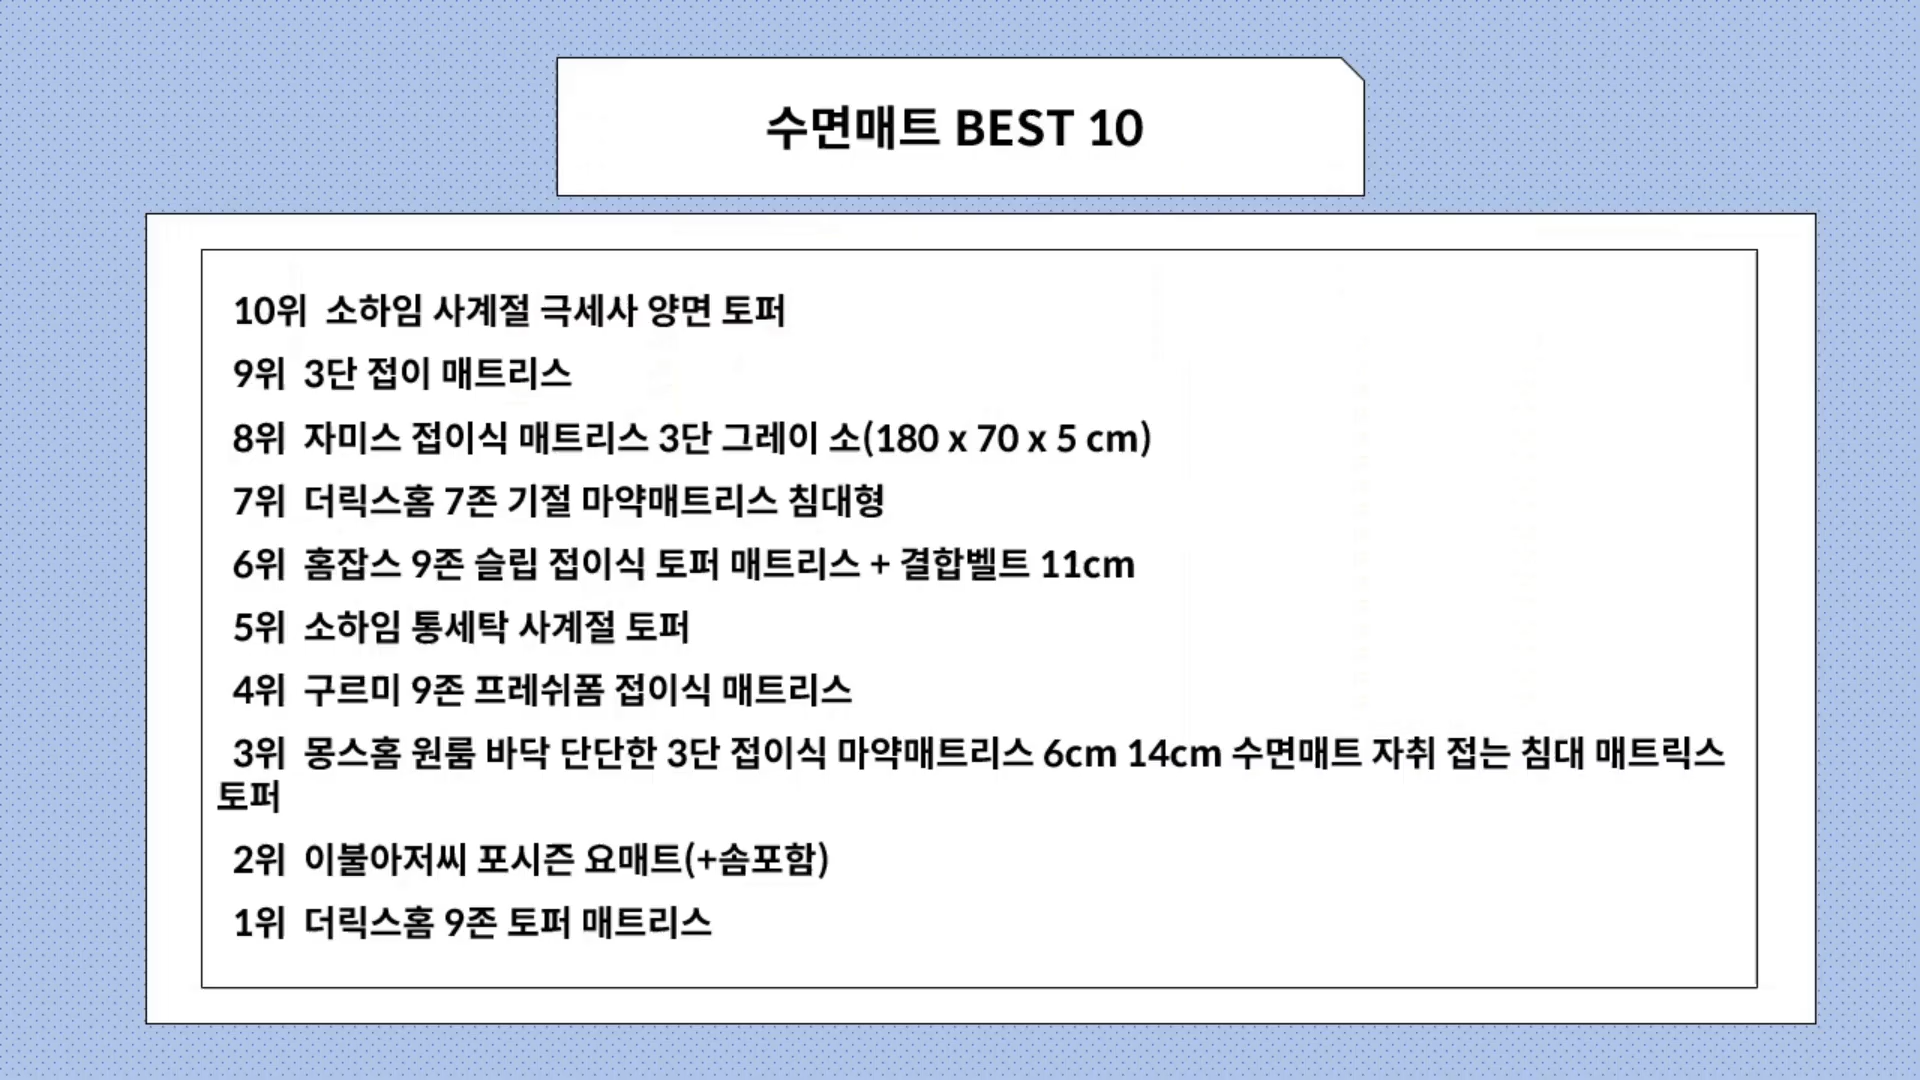 수면매트 BEST 10
10위 소하임 사계절 극세사 양면 토퍼
9위 3단 접이 매트리스
8위 자미스 접이식 매트리스 3단 그레이 소(180 x 70 x 5 cm)
7위 더릭스홈 7존 기절 마약매트리스 침대형
6위 홈잡스 9존 슬립 접이식 토퍼 매트리스 + 결합벨트 11cm
5위 소하임 통세탁 사계절 토퍼
4위 구르미 9존 프레쉬폼 접이식 매트리스
3위 몽스홈 원룸 바닥 단단한 3단 접이식 마약매트리스 6cm 14cm 수면매트 자취 접는 침대 매트릭스
토퍼
2위 이불아저씨 포시즌 요매트(+솜포함)
1위 더릭스홈 9존 토퍼 매트리스